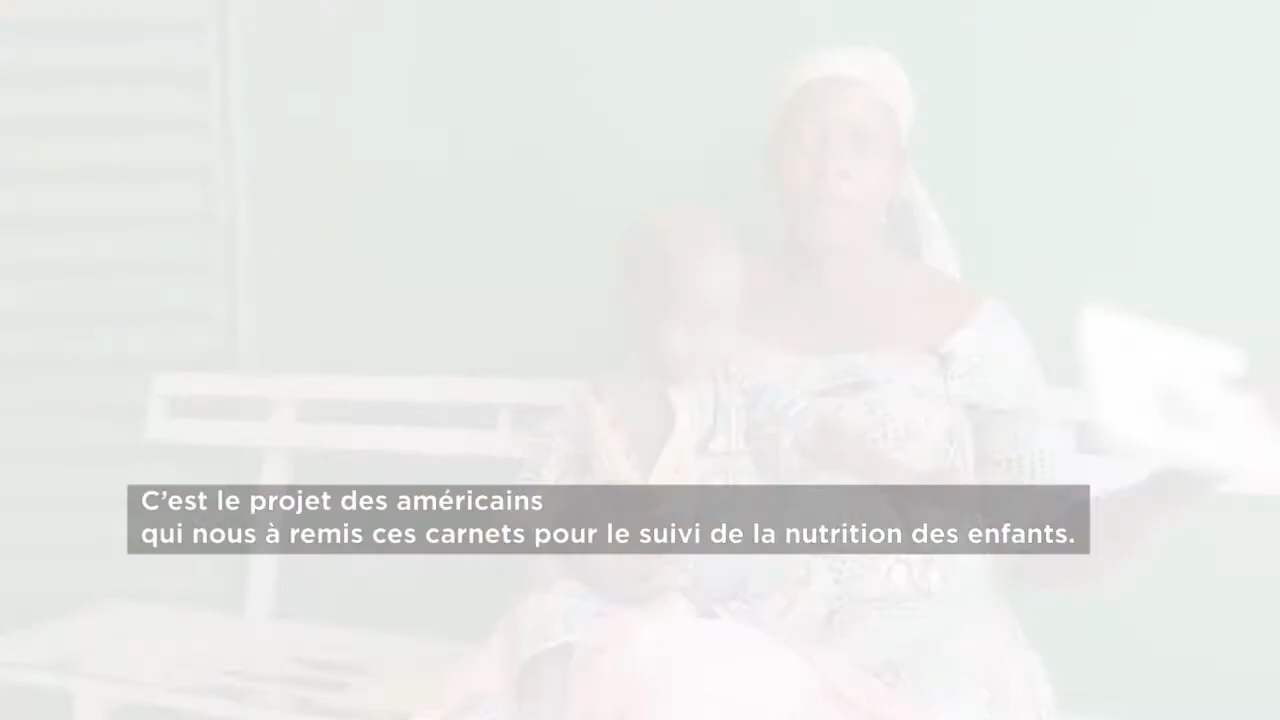 C’est le projet des américains
qui nous à remis ces carnets pour le suivi de la nutrition des enfants.